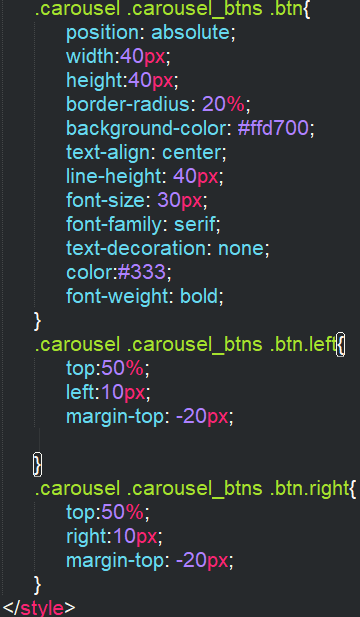 .carousel .carousel_btns .btn{
position: absolute;
width:40px;
height:40px;
border-radius: 20%;
background-color: #ffd700;
text-align: center;
line-height: 40px;
font-size: 30px;
font-family: serif;
text-decoration: none;
color:#333;
font-weight: bold;
}
.carousel .carousel_btns .btn.left{
top:50%;
left:10px;
margin-top: -20px;
}
.carousel .carousel_btns .btn.right{
top:50%;
right:10px;
margin-top: -20px;
}
</style>